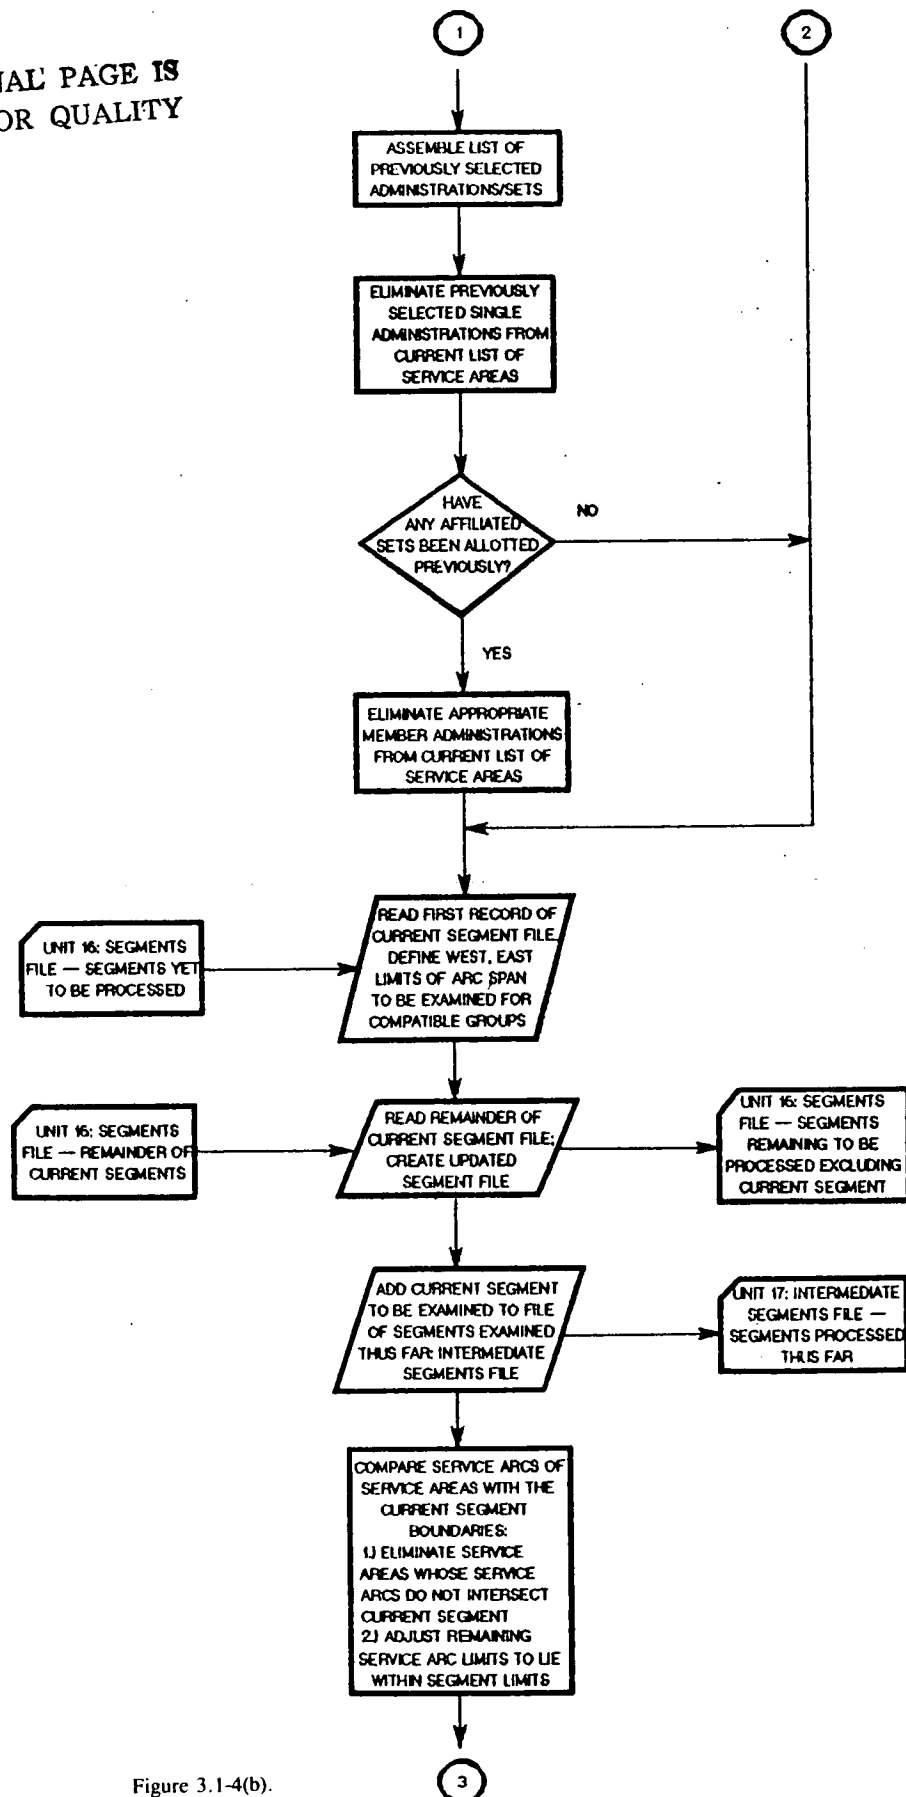 1
2
PAGE IS
OR QUALITY
ASSEMBLE LIST OF
PREVIOUSLY SELECTED
ADMINISTRATIONS/SETS
ELIMINATE PREVIOUSLY
SELECTED SINGLE
ADMINISTRATIONS FROM
CURRENT LIST OF
SERVICE AREAS
HAVE
ANY AFFILIATED
SETS BEEN ALLOTTED
PREVIOUSLY?
NO
YES
ELIMINATE APPROPRIATE
MEMBER ADMINISTRATIONS
FROM CURRENT LIST OF
SERVICE AREAS
UNIT 16: SEGMENTS
FILE — SEGMENTS YET
TO BE PROCESSED
READ FIRST RECORD OF
CURRENT SEGMENT FILE.
DEFINE WEST, EAST
LIMITS OF ARC SPAN
TO BE EXAMINED FOR
COMPATIBLE GROUPS
UNIT 16: SEGMENTS
FILE — REMAINDER OF
CURRENT SEGMENTS
READ REMAINDER OF
CURRENT SEGMENT FILE;
CREATE UPDATED
SEGMENT FILE
UNIT 16: SEGMENTS
FILE — SEGMENTS
REMAINING TO BE
PROCESSED EXCLUDING
CURRENT SEGMENT
ADD CURRENT SEGMENT
TO BE EXAMINED TO FILE
OF SEGMENTS EXAMINED
THUS FAR: INTERMEDIATE
SEGMENTS FILE
UNIT 17: INTERMEDIATE
SEGMENTS FILE —
SEGMENTS PROCESSED
THUS FAR
COMPARE SERVICE ARCS OF
SERVICE AREAS WITH THE
CURRENT SEGMENT
BOUNDARIES:
1.) ELIMINATE SERVICE
AREAS WHOSE SERVICE
ARCS DO NOT INTERSECT
CURRENT SEGMENT
2.) ADJUST REMAINING
SERVICE ARC LIMITS TO LIE
WITHIN SEGMENT LIMITS
3
Figure 3.1-4(b).